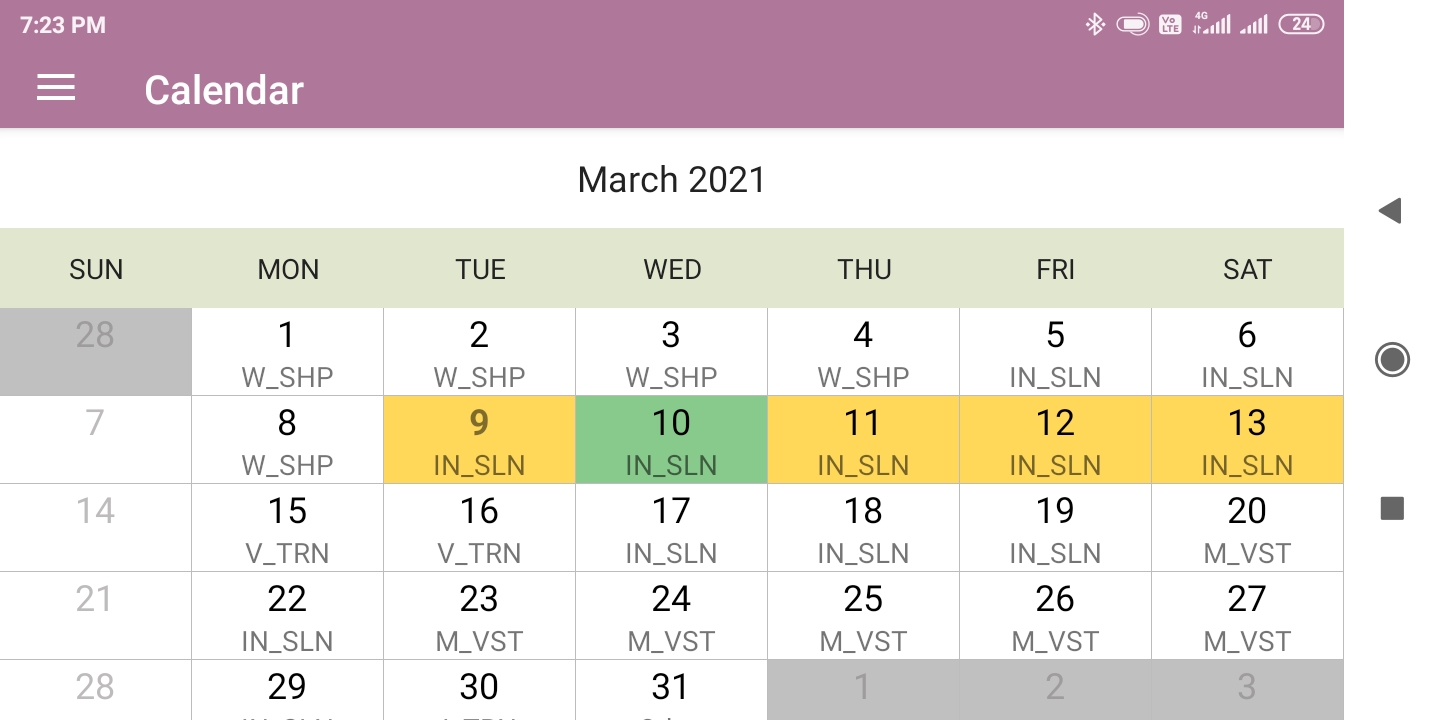 7:23 PM 4G Vo LTE 24
Calendar
March 2021
SUN MON TUE WED THU FRI SAT
28 1 2 3 4 5 6
W_SHP W_SHP W_SHP W_SHP IN_SLN IN_SLN
7 8 9 10 11 12 13
W_SHP IN_SLN IN_SLN IN_SLN IN_SLN IN_SLN
14 15 16 17 18 19 20
V_TRN V_TRN IN_SLN IN_SLN IN_SLN M_VST
21 22 23 24 25 26 27
IN_SLN M_VST M_VST M_VST M_VST M_VST
28 29 30 31 1 2 3